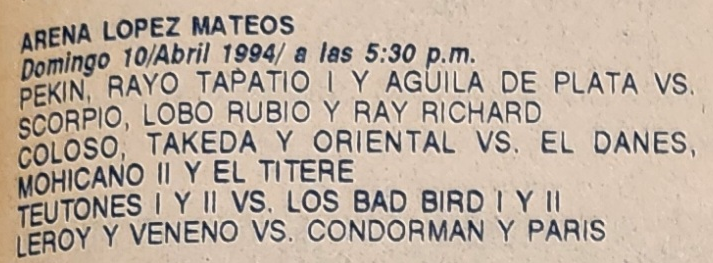 ARENA LOPEZ MATEOS
Domingo 10/Abril 1994/ a las 5:30 p.m.
PEKIN, RAYO TAPATIO I Y AGUILA DE PLATA VS.
SCORPIO, LOBO RUBIO Y RAY RICHARD
COLOSO, TAKEDA Y ORIENTAL VS. EL DANES,
MOHICANO II Y EL TITERE
TEUTONES I Y II VS. LOS BAD BIRD I Y II
LEROY Y VENENO VS. CONDORMAN Y PARIS